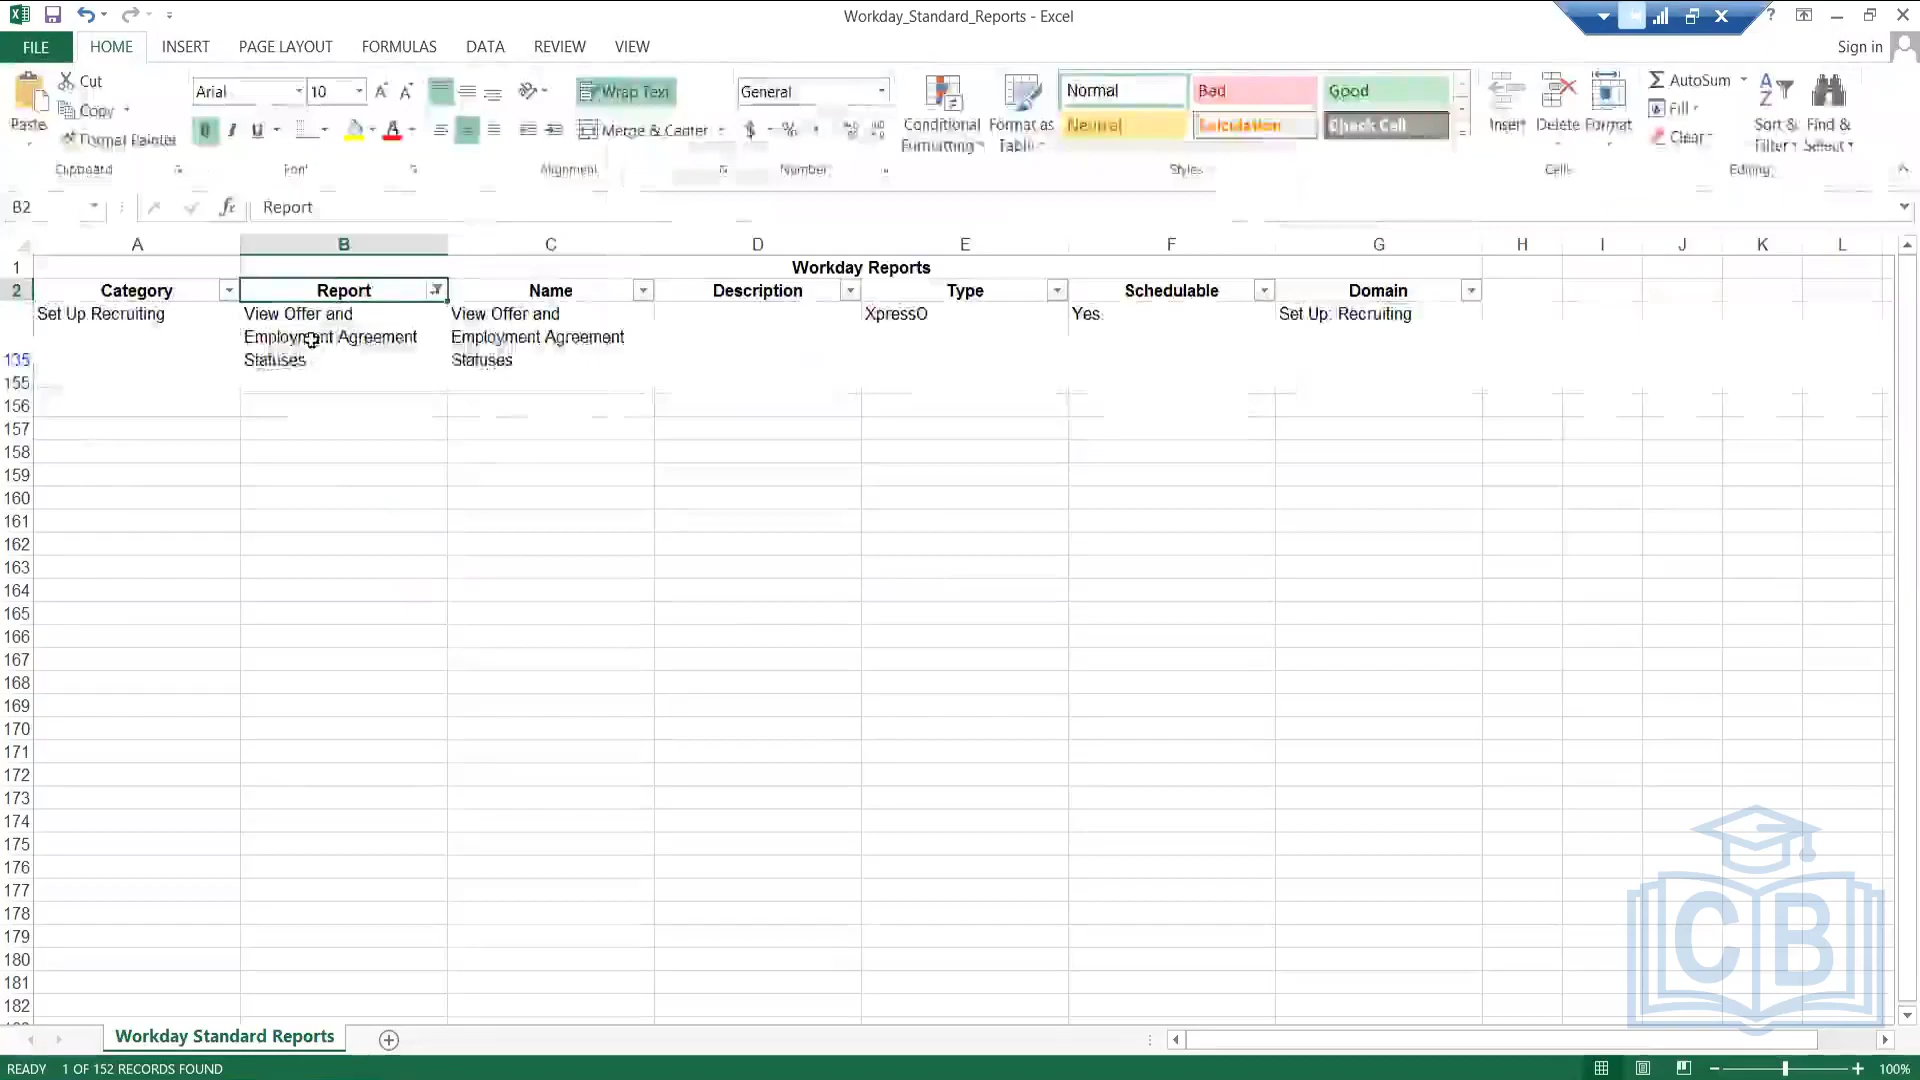 Workday_Standard_Reports - Excel
?
FILE HOME INSERT PAGE LAYOUT FORMULAS DATA REVIEW VIEW Sign in
Cut
Copy
Format Painter
Paste
Clipboard
Arial 10
A A
B I U A
Font
Wrap Text
Merge & Center
Alignment
General
$ % ,
Number
Conditional Formatting
Format as Table
Normal Bad Good
Neutral Calculation Check Cell
Styles
Insert Delete Format
Cells
Σ AutoSum
Fill
Clear
Sort & Filter
Find & Select
Editing
B2 fx Report
A B C D E F G H I J K L
1 Workday Reports
2 Category Report Name Description Type Schedulable Domain
Set Up Recruiting View Offer and View Offer and XpressO Yes Set Up: Recruiting
Employment Agreement Employment Agreement
135 Statuses Statuses
155
156
157
158
159
160
161
162
163
164
165
166
167
168
169
170
171
172
173
174
175
176
177
178
179
180
181
182
CB
Workday Standard Reports
READY 1 OF 152 RECORDS FOUND 100%